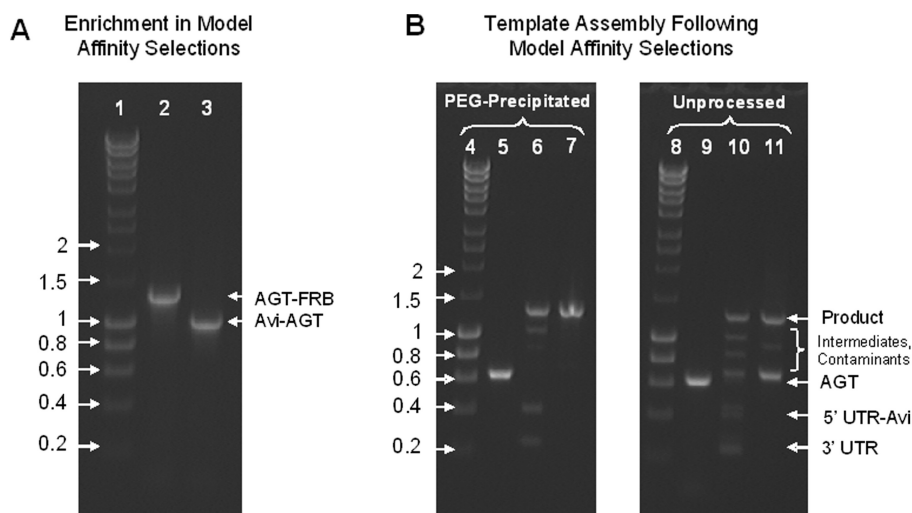 A
Enrichment in Model
Affinity Selections
1 2 3
2
1.5
1
0.8
0.6
0.4
0.2
AGT-FRB
Avi-AGT
B
Template Assembly Following
Model Affinity Selections
PEG-Precipitated
4 5 6 7
2
1.5
1
0.8
0.6
0.4
0.2
Unprocessed
8 9 10 11
Product
Intermediates,
Contaminants
AGT
5' UTR-Avi
3' UTR